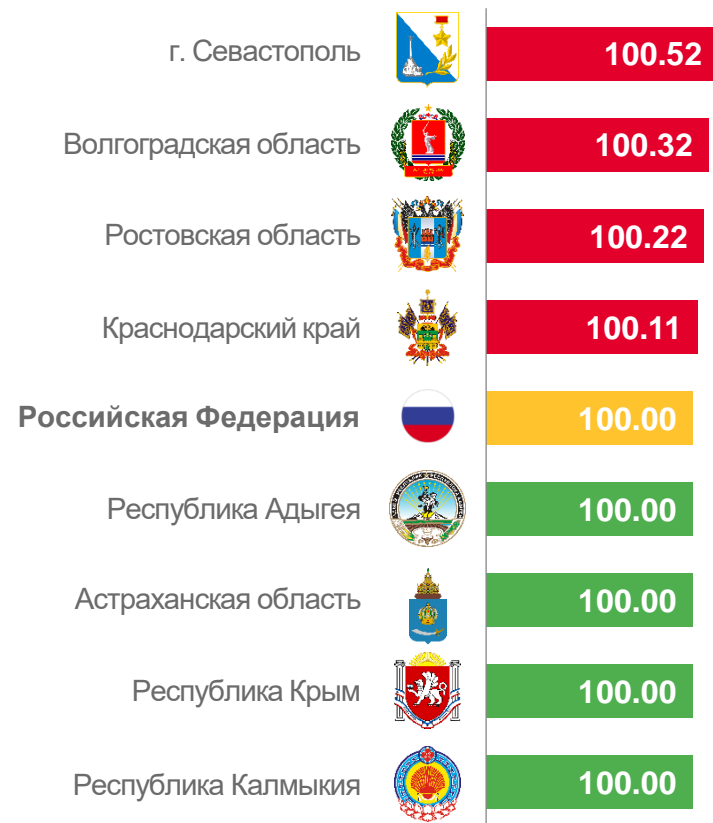 г. Севастополь 100.52
Волгоградская область 100.32
Ростовская область 100.22
Краснодарский край 100.11
Российская Федерация 100.00
Республика Адыгея 100.00
Астраханская область 100.00
Республика Крым 100.00
Республика Калмыкия 100.00